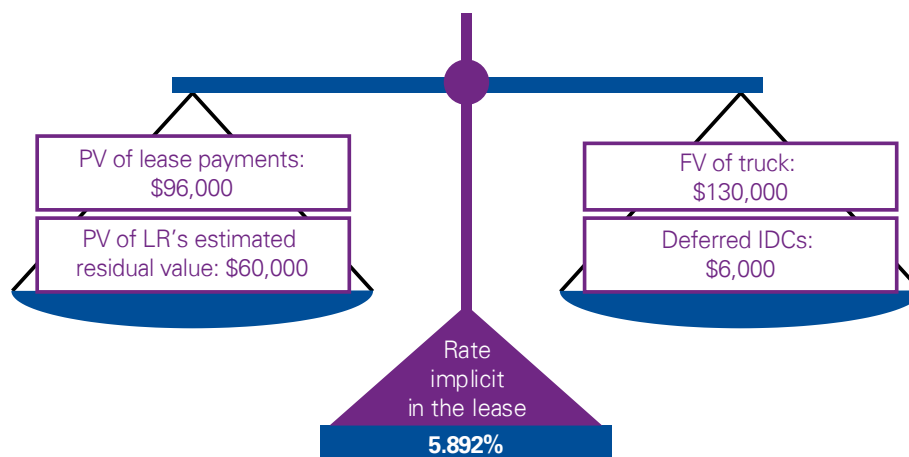 PV of lease payments:
$96,000
PV of LR's estimated
residual value: $60,000
FV of truck:
$130,000
Deferred IDCs:
$6,000
Rate
implicit
in the lease
5.892%